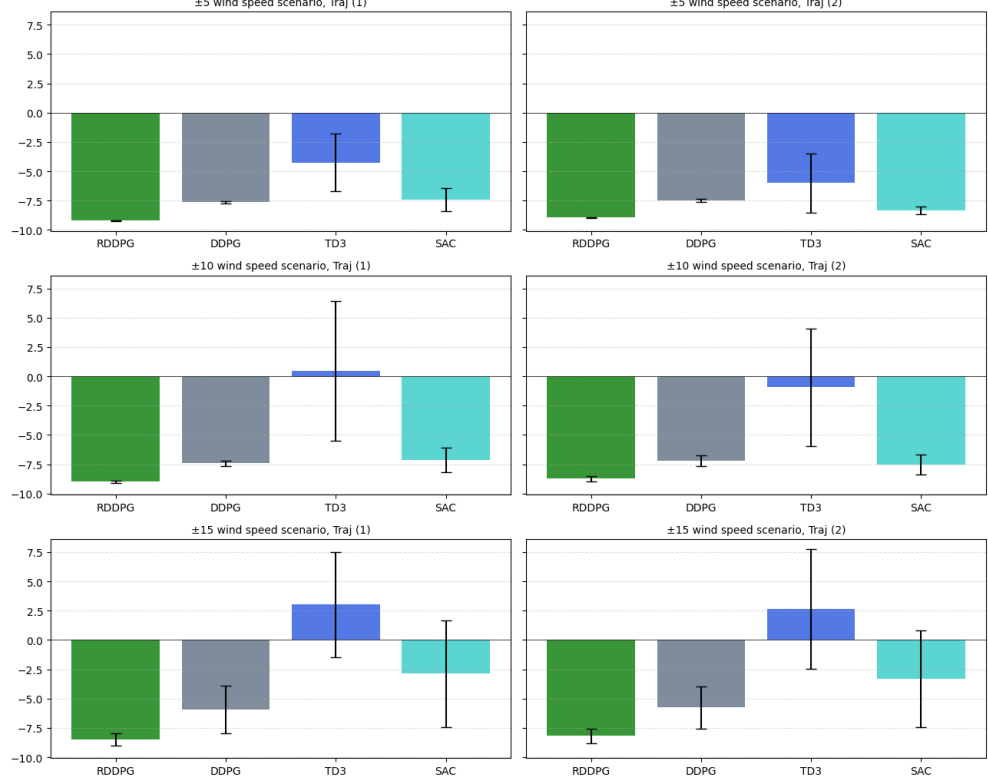 ±5 wind speed scenario, Traj (1)
±5 wind speed scenario, Traj (2)
7.5
5.0
2.5
0.0
−2.5
−5.0
−7.5
−10.0
RDDPG DDPG TD3 SAC
RDDPG DDPG TD3 SAC
±10 wind speed scenario, Traj (1)
±10 wind speed scenario, Traj (2)
7.5
5.0
2.5
0.0
−2.5
−5.0
−7.5
−10.0
RDDPG DDPG TD3 SAC
RDDPG DDPG TD3 SAC
±15 wind speed scenario, Traj (1)
±15 wind speed scenario, Traj (2)
7.5
5.0
2.5
0.0
−2.5
−5.0
−7.5
−10.0
RDDPG DDPG TD3 SAC
RDDPG DDPG TD3 SAC